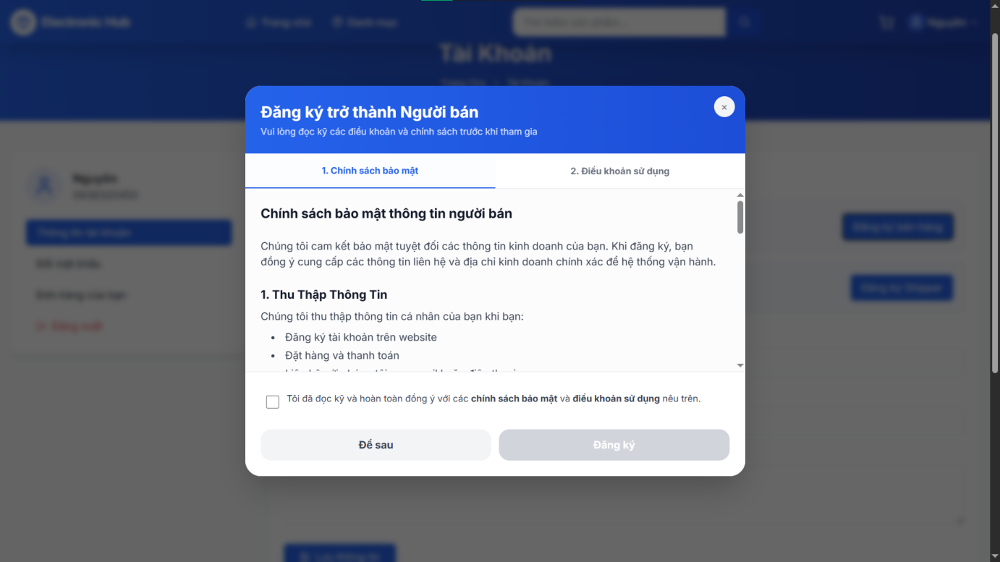 Electronic Hub
Trang chủ
Danh mục
Tìm kiếm sản phẩm...
Nguyên
Tài Khoản
Trang chủ / Tài khoản
Đăng ký trở thành Người bán
×
Vui lòng đọc kỹ các điều khoản và chính sách trước khi tham gia
1. Chính sách bảo mật
2. Điều khoản sử dụng
Chính sách bảo mật thông tin người bán
Chúng tôi cam kết bảo mật tuyệt đối các thông tin kinh doanh của bạn. Khi đăng ký, bạn
đồng ý cung cấp các thông tin liên hệ và địa chỉ kinh doanh chính xác để hệ thống vận hành.
1. Thu Thập Thông Tin
Chúng tôi thu thập thông tin cá nhân của bạn khi bạn:
• Đăng ký tài khoản trên website
• Đặt hàng và thanh toán
Tôi đã đọc kỹ và hoàn toàn đồng ý với các chính sách bảo mật và điều khoản sử dụng nêu trên.
Để sau
Đăng ký
Nguyên
Thông tin tài khoản
Đổi mật khẩu
Đơn hàng của bạn
Đăng xuất
Đăng ký bán hàng
Đăng ký Shipper
Lưu thông tin